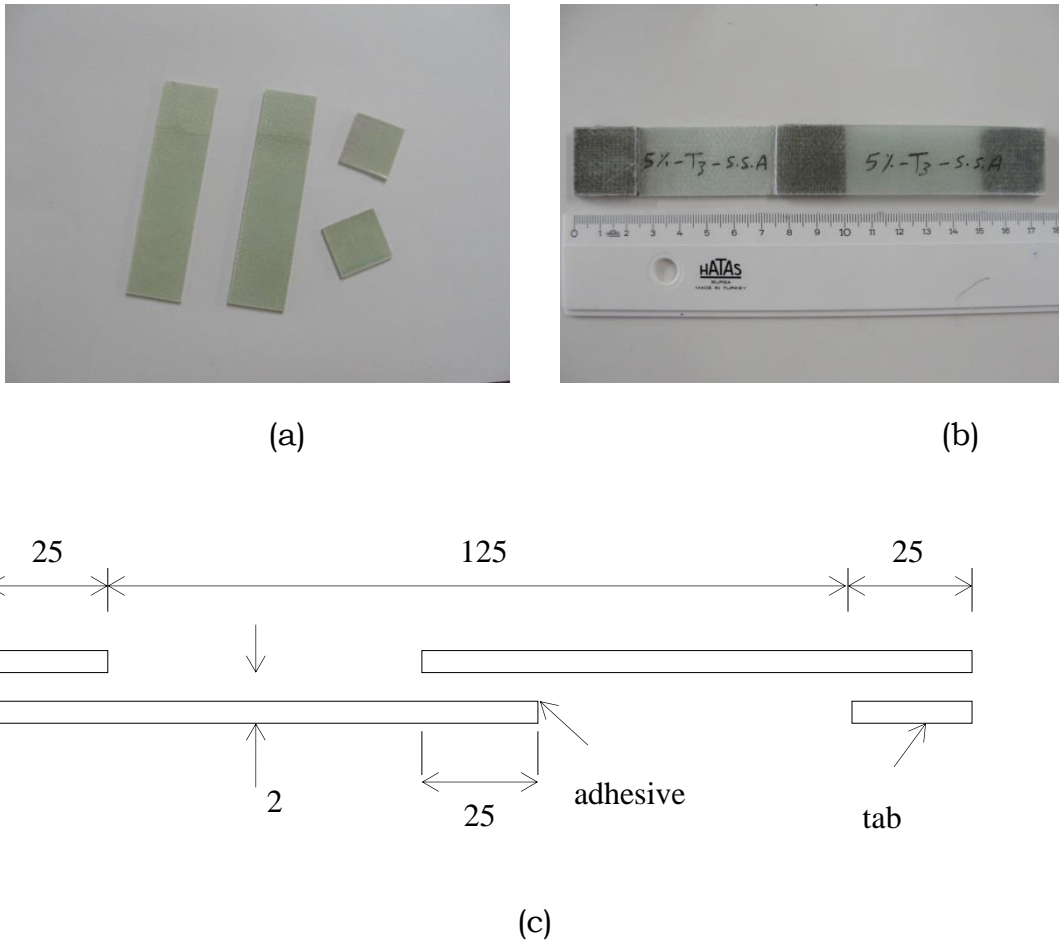 5%-T3-S.S.A 5%-T3-S.S.A
0 1 2 3 4 5 6 7 8 9 10 11 12 13 14 15 16 17 18
HATAS
BURSA
MADE IN TURKEY
(a) (b)
25 125 25
2
25
adhesive
tab
(c)